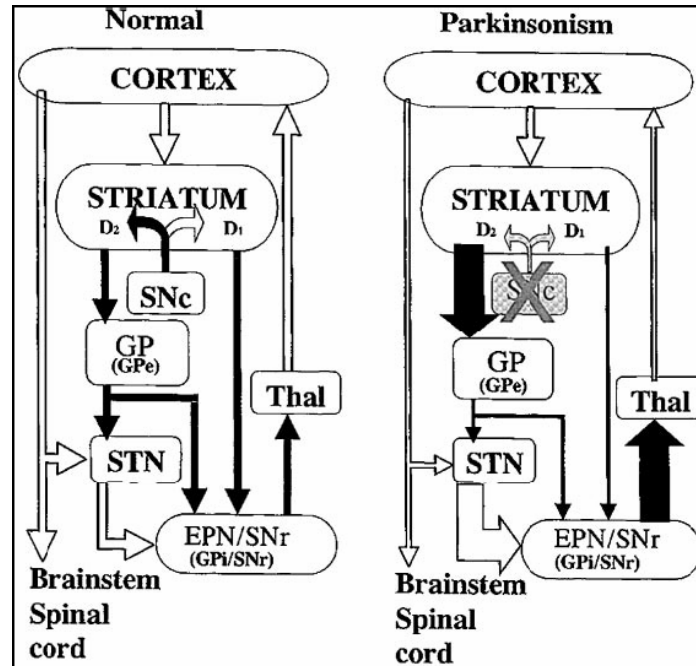 Normal
CORTEX
STRIATUM
D2 D1
SNc
GP
(GPe)
Thal
STN
EPN/SNr
(GPi/SNr)
Brainstem
Spinal
cord
Parkinsonism
CORTEX
STRIATUM
D2 D1
SNc
GP
(GPe)
Thal
STN
EPN/SNr
(GPi/SNr)
Brainstem
Spinal
cord